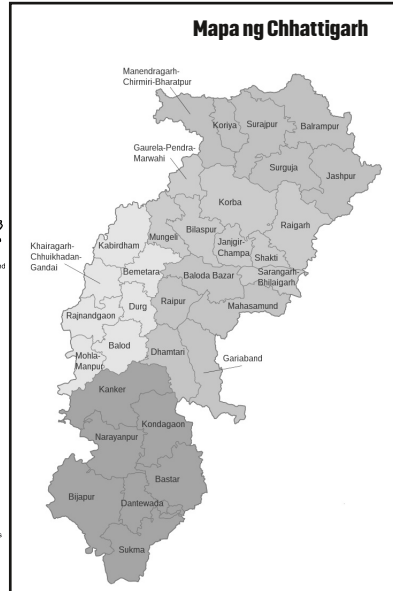 Mapa ng Chhattigarh
Manendragarh-
Chirmiri-Bharatpur
Koriya
Surajpur
Balrampur
Gaurela-Pendra-
Marwahi
Surguja
Jashpur
Korba
Raigarh
Khairagarh-
Chhuikhadan-
Gandai
Kabirdham
Mungeli
Bilaspur
Janjgir-
Champa
Shakti
Bemetara
Baloda Bazar
Sarangarh-
Bhilaigarh
Rajnandgaon
Durg
Raipur
Mahasamund
Balod
Dhamtari
Mohla-
Manpur
Gariaband
Kanker
Kondagaon
Narayanpur
Bastar
Bijapur
Dantewada
Sukma